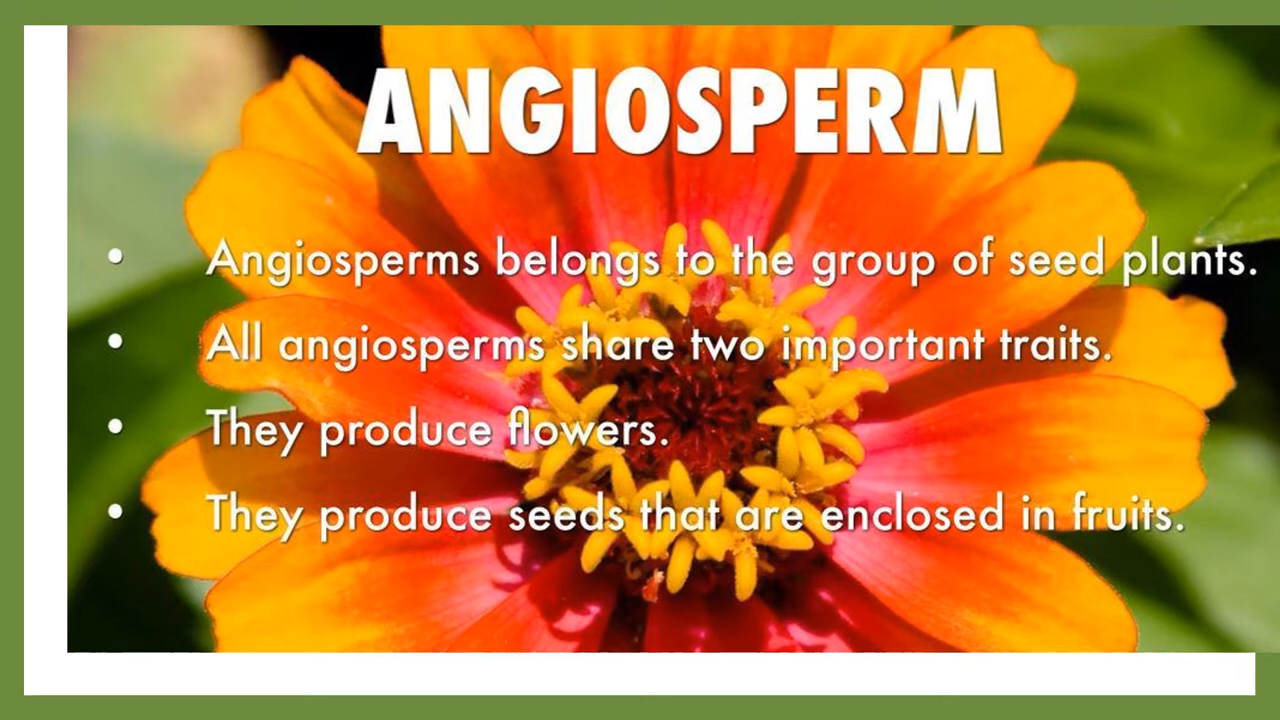 ANGIOSPERM
• Angiosperms belongs to the group of seed plants.
• All angiosperms share two important traits.
• They produce flowers.
• They produce seeds that are enclosed in fruits.